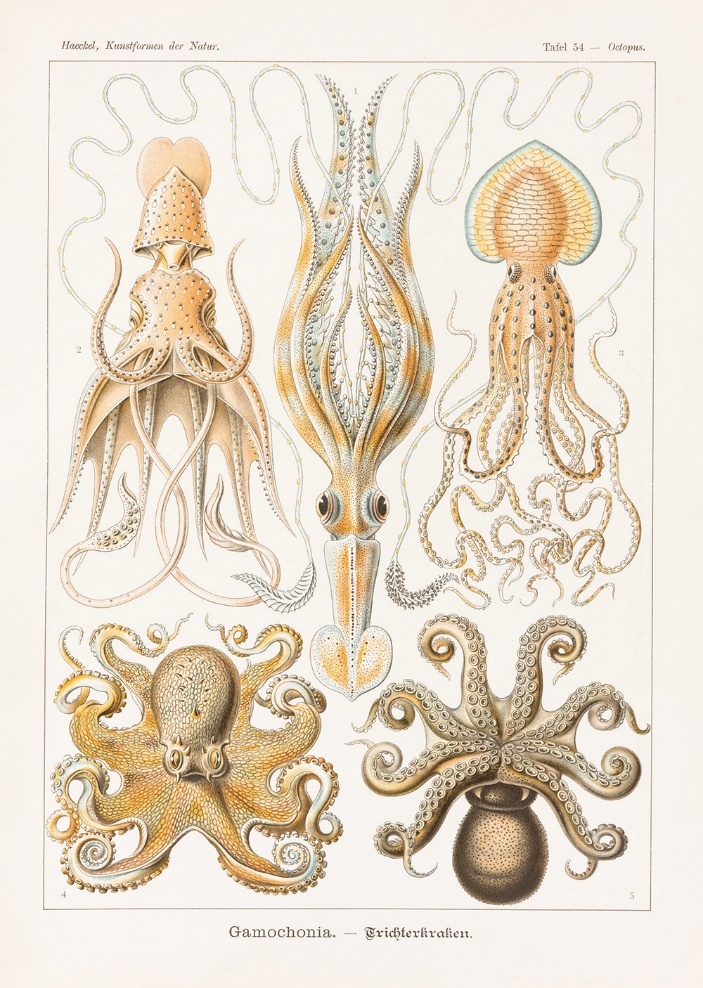 Haeckel, Kunstformen der Natur.
Tafel 54 — Octopus.
1
2
3
4
5
Gamochonia. — Trichterkraken.